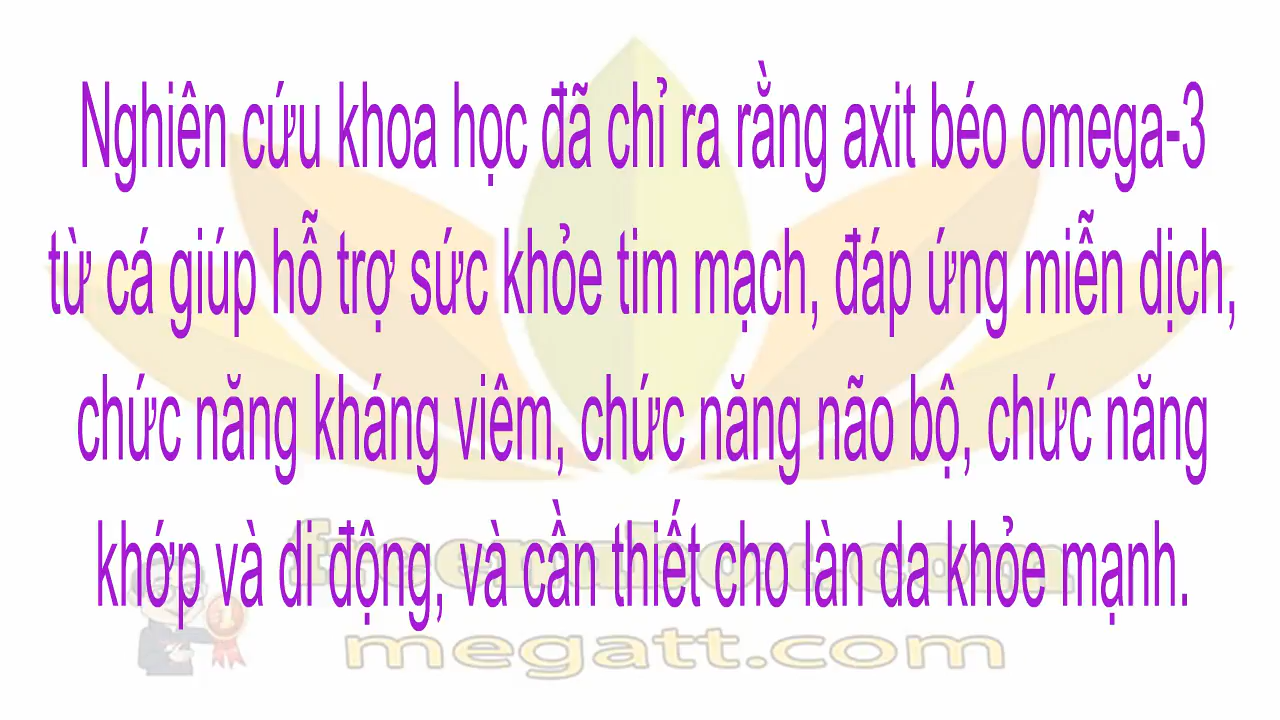 Nghiên cứu khoa học đã chỉ ra rằng axit béo omega-3
từ cá giúp hỗ trợ sức khỏe tim mạch, đáp ứng miễn dịch,
chức năng kháng viêm, chức năng não bộ, chức năng
khớp và di động, và cần thiết cho làn da khỏe mạnh.
megatt.com